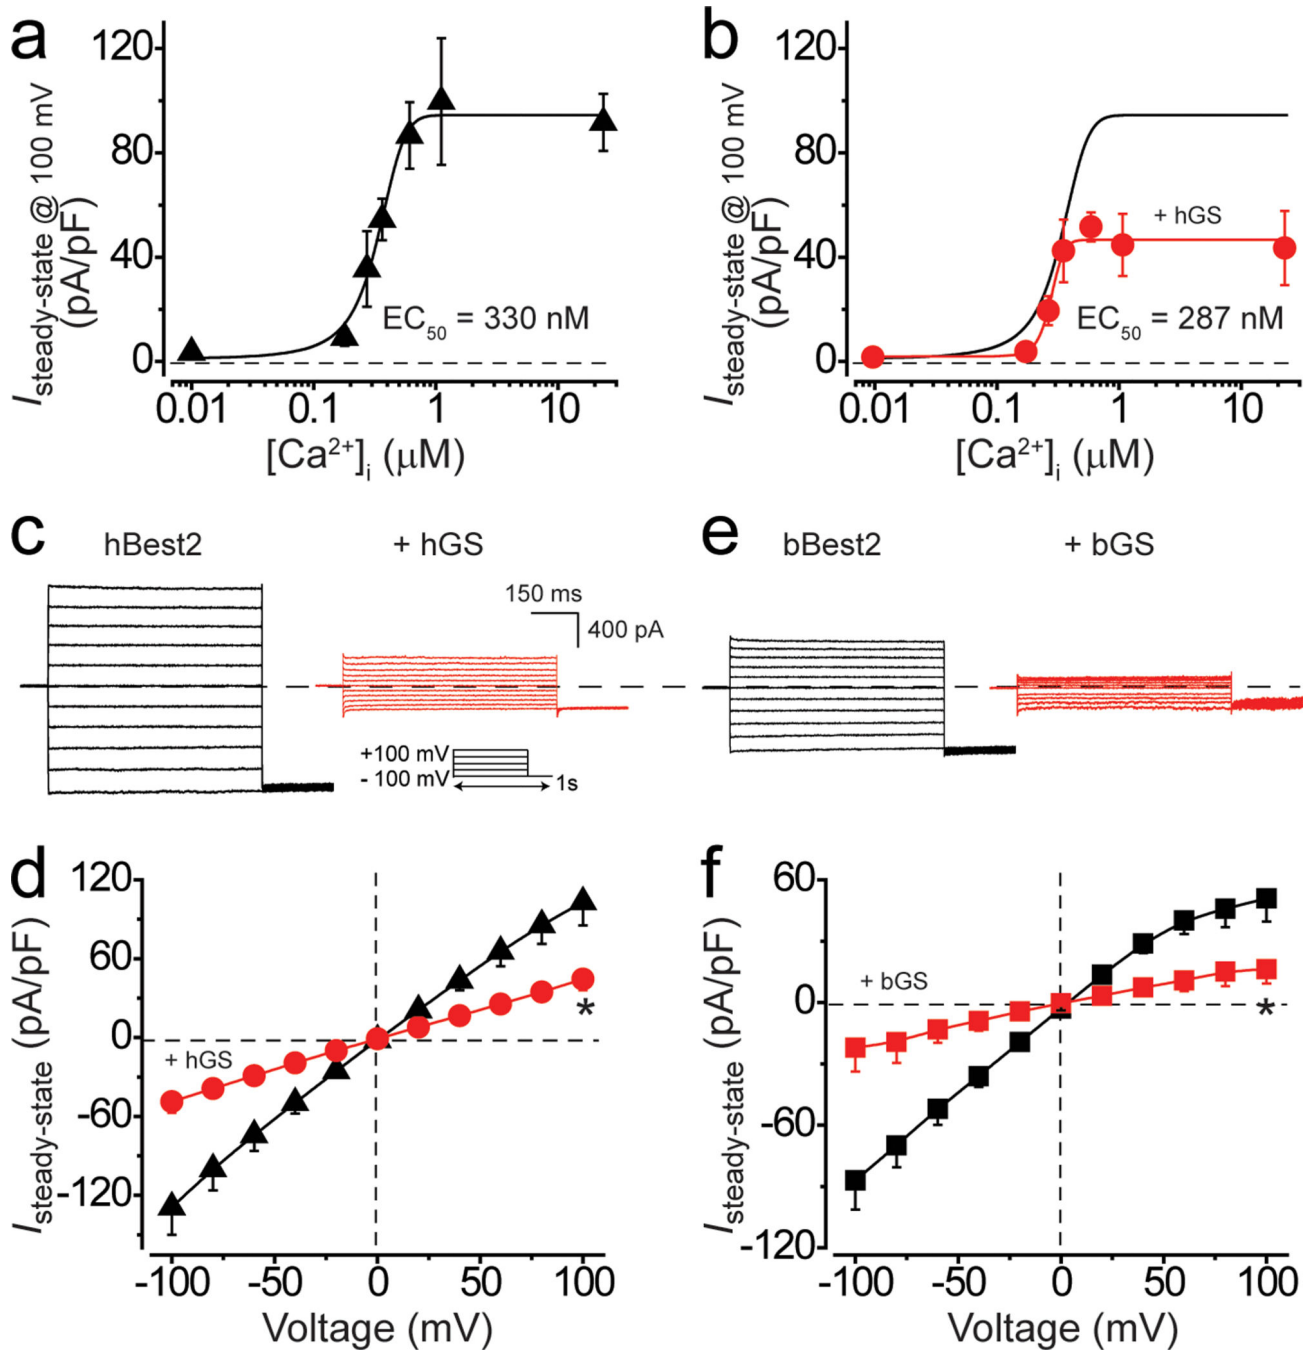 a
120
80
40
0
I steady-state @ 100 mV
(pA/pF)
EC50 = 330 nM
0.01 0.1 1 10
[Ca2+]i (μM)
b
120
80
40
0
I steady-state @ 100 mV
(pA/pF)
+ hGS
EC50 = 287 nM
0.01 0.1 1 10
[Ca2+]i (μM)
c
hBest2 + hGS
150 ms
400 pA
+100 mV
- 100 mV
1s
e
bBest2 + bGS
d
120
60
0
-60
-120
I steady-state (pA/pF)
+ hGS
*
-100 -50 0 50 100
Voltage (mV)
f
60
0
-60
-120
I steady-state (pA/pF)
+ bGS
*
-100 -50 0 50 100
Voltage (mV)